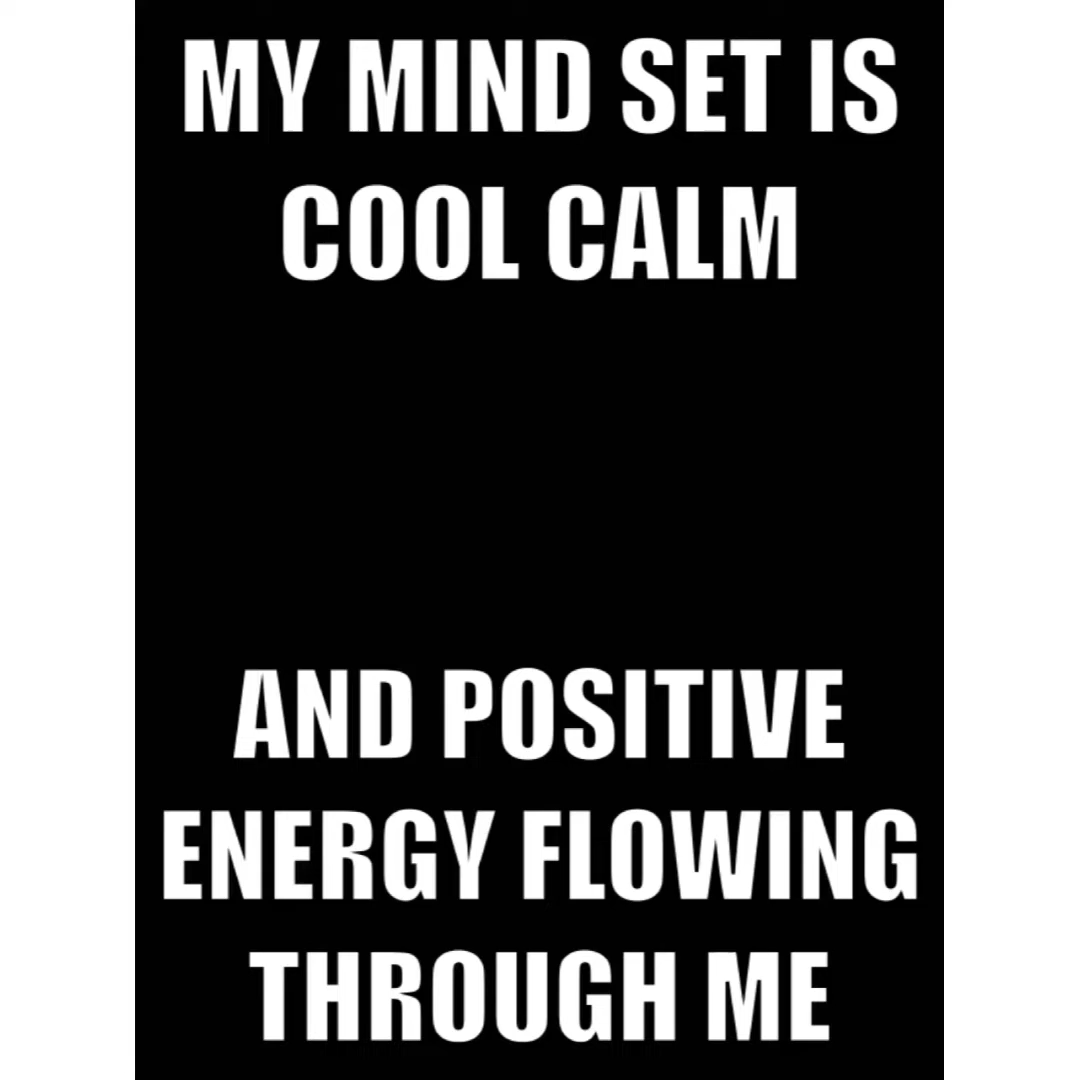 MY MIND SET IS
COOL CALM
AND POSITIVE
ENERGY FLOWING
THROUGH ME